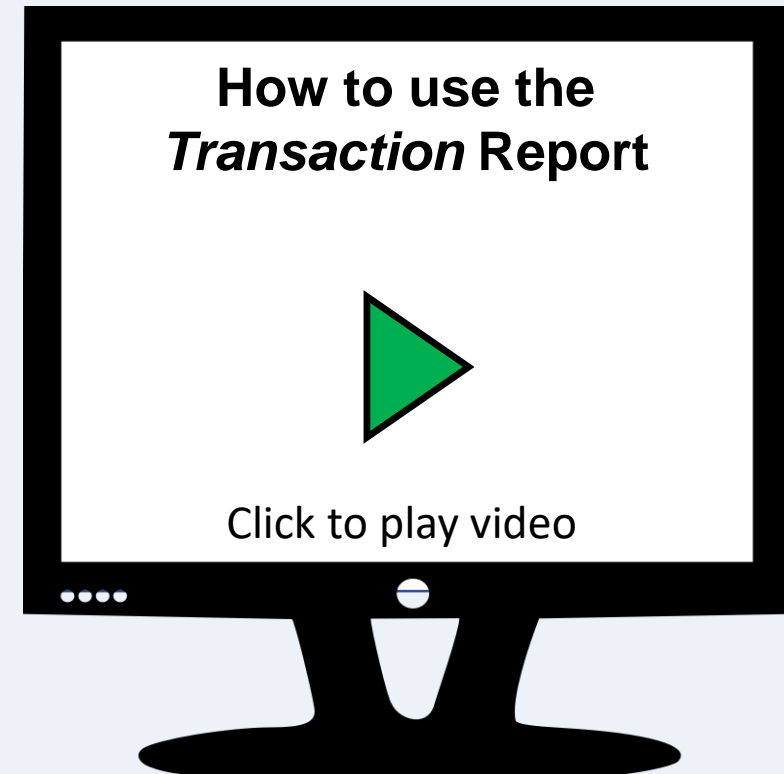 How to use the
Transaction Report
Click to play video